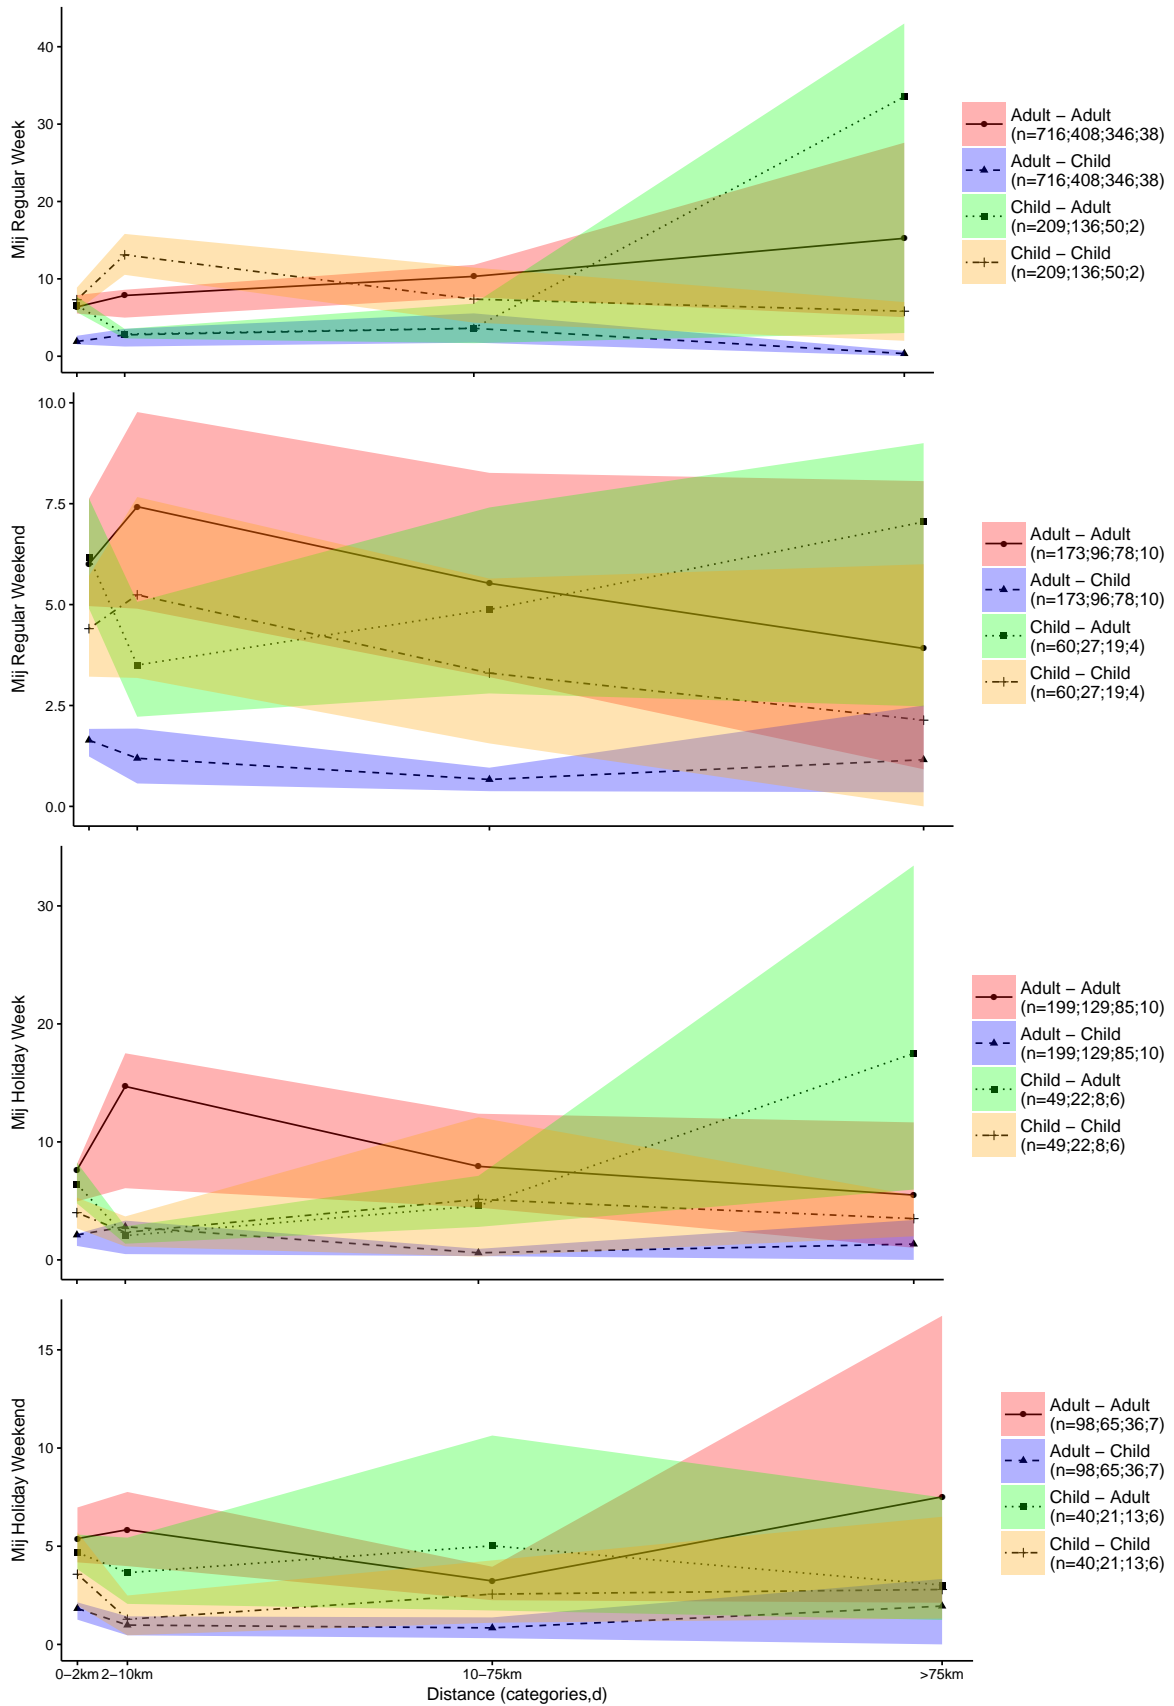 40
30
20
10
0
Mij Regular Week
Adult − Adult
(n=716;408;346;38)
Adult − Child
(n=716;408;346;38)
Child − Adult
(n=209;136;50;2)
Child − Child
(n=209;136;50;2)
10.0
7.5
5.0
2.5
0.0
Mij Regular Weekend
Adult − Adult
(n=173;96;78;10)
Adult − Child
(n=173;96;78;10)
Child − Adult
(n=60;27;19;4)
Child − Child
(n=60;27;19;4)
30
20
10
0
Mij Holiday Week
Adult − Adult
(n=199;129;85;10)
Adult − Child
(n=199;129;85;10)
Child − Adult
(n=49;22;8;6)
Child − Child
(n=49;22;8;6)
15
10
5
0
Mij Holiday Weekend
Adult − Adult
(n=98;65;36;7)
Adult − Child
(n=98;65;36;7)
Child − Adult
(n=40;21;13;6)
Child − Child
(n=40;21;13;6)
0−2km 2−10km 10−75km >75km
Distance (categories,d)